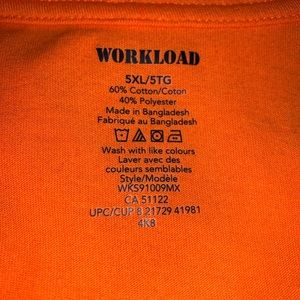 WORKLOAD
5XL/5TG
60% Cotton/Coton
40% Polyester
Made in Bangladesh
Fabriqué au Bangladesh
Wash with like colours
Laver avec des
couleurs semblables
Style/Modèle
WKS91009MX
CA 51122
UPC/CUP 8 21729 41981
4K8